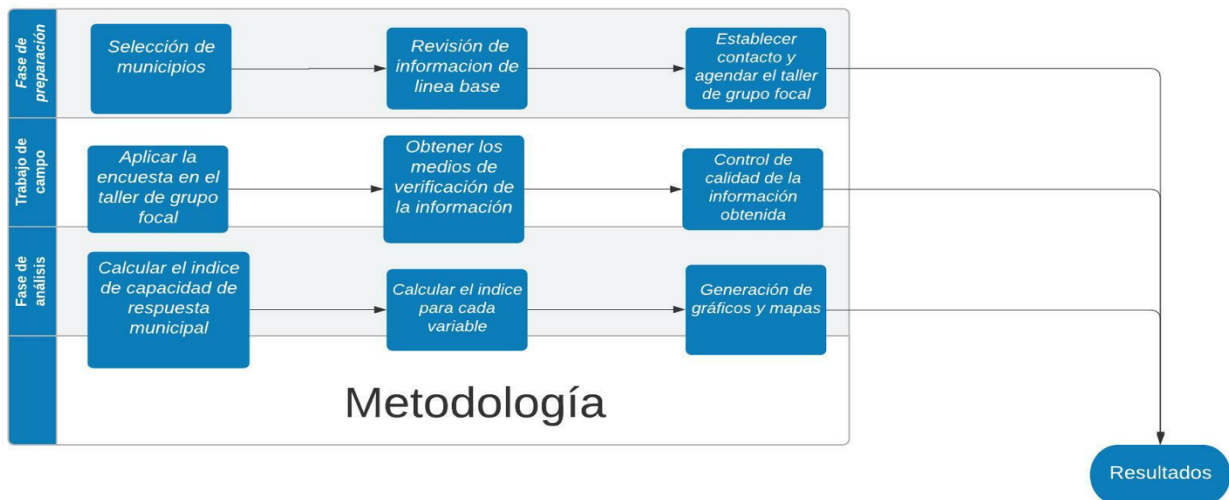 Fase de
preparación
Selección de
municipios
Revisión de
informacion de
linea base
Establecer
contacto y
agendar el taller
de grupo focal
Trabajo de
campo
Aplicar la
encuesta en el
taller de grupo
focal
Obtener los
medios de
verificación de
la información
Control de
calidad de la
información
obtenida
Fase de
análisis
Calcular el indice
de capacidad de
respuesta
municipal
Calcular el indice
para cada
variable
Generación de
gráficos y mapas
Metodología
Resultados